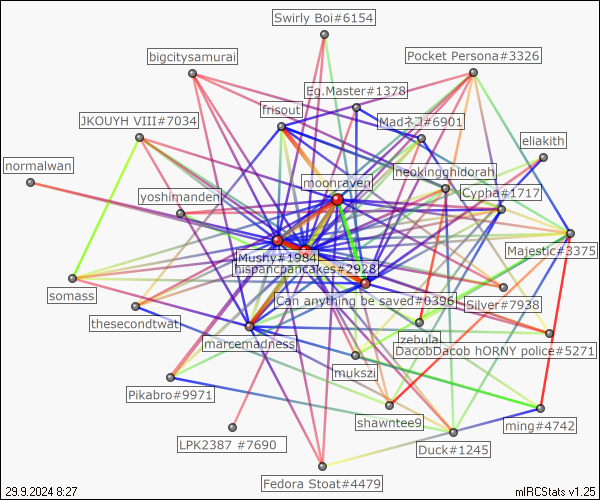 Swirly Boi#6154
bigcitysamurai
Pocket Persona#3326
Eg.Master#1378
frisout
JKOUYH VIII#7034
Madネコ#6901
eliakith
normalwan
neokingghidorah
moonraven
yoshimandenj
Cypha#1717
Majestic#3375
Mushy#1984
hispancpancakes#2928
somass
Can anything be saved#0396
Silver#7938
thesecondtwat
zebulaj
marcemadness
DacobDacob hORNY police#5271
mukszi
Pikabro#9971
shawntee9
ming#4742
LPK2387 #7690
Duck#1245
Fedora Stoat#4479
29.9.2024 8:27
mIRCStats v1.25